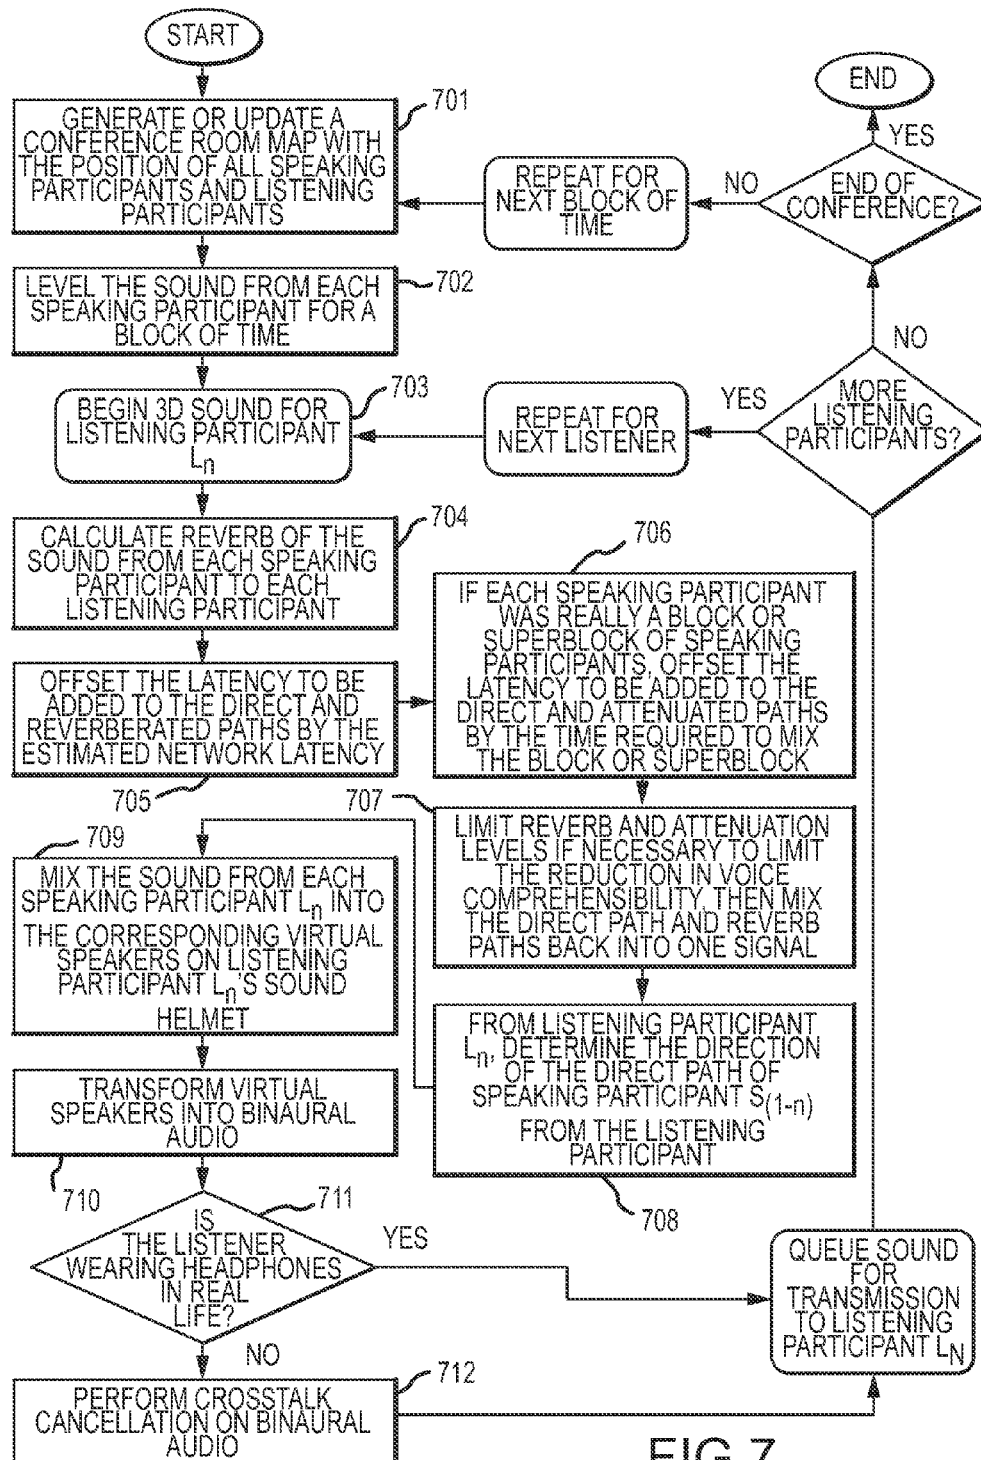 START
701
GENERATE OR UPDATE A
CONFERENCE ROOM MAP WITH
THE POSITION OF ALL SPEAKING
PARTICIPANTS AND LISTENING
PARTICIPANTS
702
LEVEL THE SOUND FROM EACH
SPEAKING PARTICIPANT FOR A
BLOCK OF TIME
703
BEGIN 3D SOUND FOR
LISTENING PARTICIPANT
Ln
704
CALCULATE REVERB OF THE
SOUND FROM EACH SPEAKING
PARTICIPANT TO EACH
LISTENING PARTICIPANT
OFFSET THE LATENCY TO BE
ADDED TO THE DIRECT AND
REVERBERATED PATHS BY THE
ESTIMATED NETWORK LATENCY
705
706
IF EACH SPEAKING PARTICIPANT
WAS REALLY A BLOCK OR
SUPERBLOCK OF SPEAKING
PARTICIPANTS, OFFSET THE
LATENCY TO BE ADDED TO THE
DIRECT AND ATTENUATED PATHS
BY THE TIME REQUIRED TO MIX
THE BLOCK OR SUPERBLOCK
707
LIMIT REVERB AND ATTENUATION
LEVELS IF NECESSARY TO LIMIT
THE REDUCTION IN VOICE
COMPREHENSIBILITY, THEN MIX
THE DIRECT PATH AND REVERB
PATHS BACK INTO ONE SIGNAL
FROM LISTENING PARTICIPANT
Ln, DETERMINE THE DIRECTION
OF THE DIRECT PATH OF
SPEAKING PARTICIPANT S(1-n)
FROM THE LISTENING
PARTICIPANT
708
709
MIX THE SOUND FROM EACH
SPEAKING PARTICIPANT Ln INTO
THE CORRESPONDING VIRTUAL
SPEAKERS ON LISTENING
PARTICIPANT Ln'S SOUND
HELMET
TRANSFORM VIRTUAL
SPEAKERS INTO BINAURAL
AUDIO
710
711
IS
THE LISTENER
WEARING HEADPHONES
IN REAL
LIFE?
YES
NO
712
PERFORM CROSSTALK
CANCELLATION ON BINAURAL
AUDIO
QUEUE SOUND
FOR
TRANSMISSION
TO LISTENING
PARTICIPANT LN
MORE
LISTENING
PARTICIPANTS?
YES
REPEAT FOR
NEXT LISTENER
NO
END OF
CONFERENCE?
NO
REPEAT FOR
NEXT BLOCK OF
TIME
YES
END
FIG.7